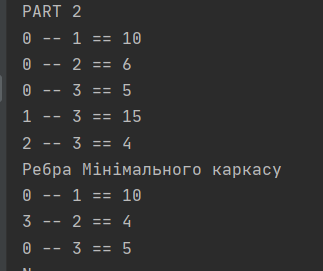 PART 2
0 -- 1 == 10
0 -- 2 == 6
0 -- 3 == 5
1 -- 3 == 15
2 -- 3 == 4
Ребра Мінімального каркасу
0 -- 1 == 10
3 -- 2 == 4
0 -- 3 == 5